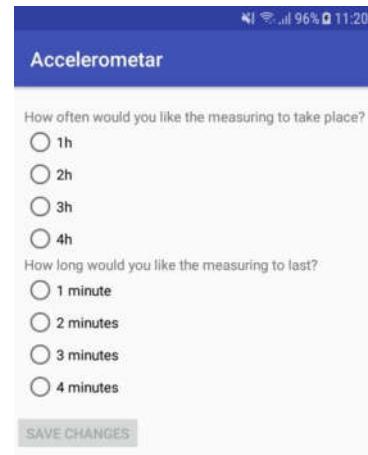 96% 11:20
Accelerometar
How often would you like the measuring to take place?
1h
2h
3h
4h
How long would you like the measuring to last?
1 minute
2 minutes
3 minutes
4 minutes
SAVE CHANGES